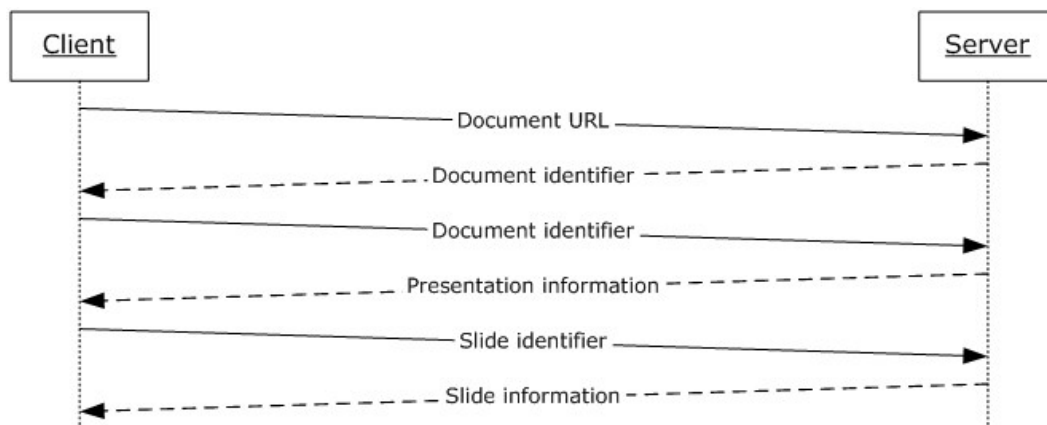 Client
Server
Document URL
Document identifier
Document identifier
Presentation information
Slide identifier
Slide information